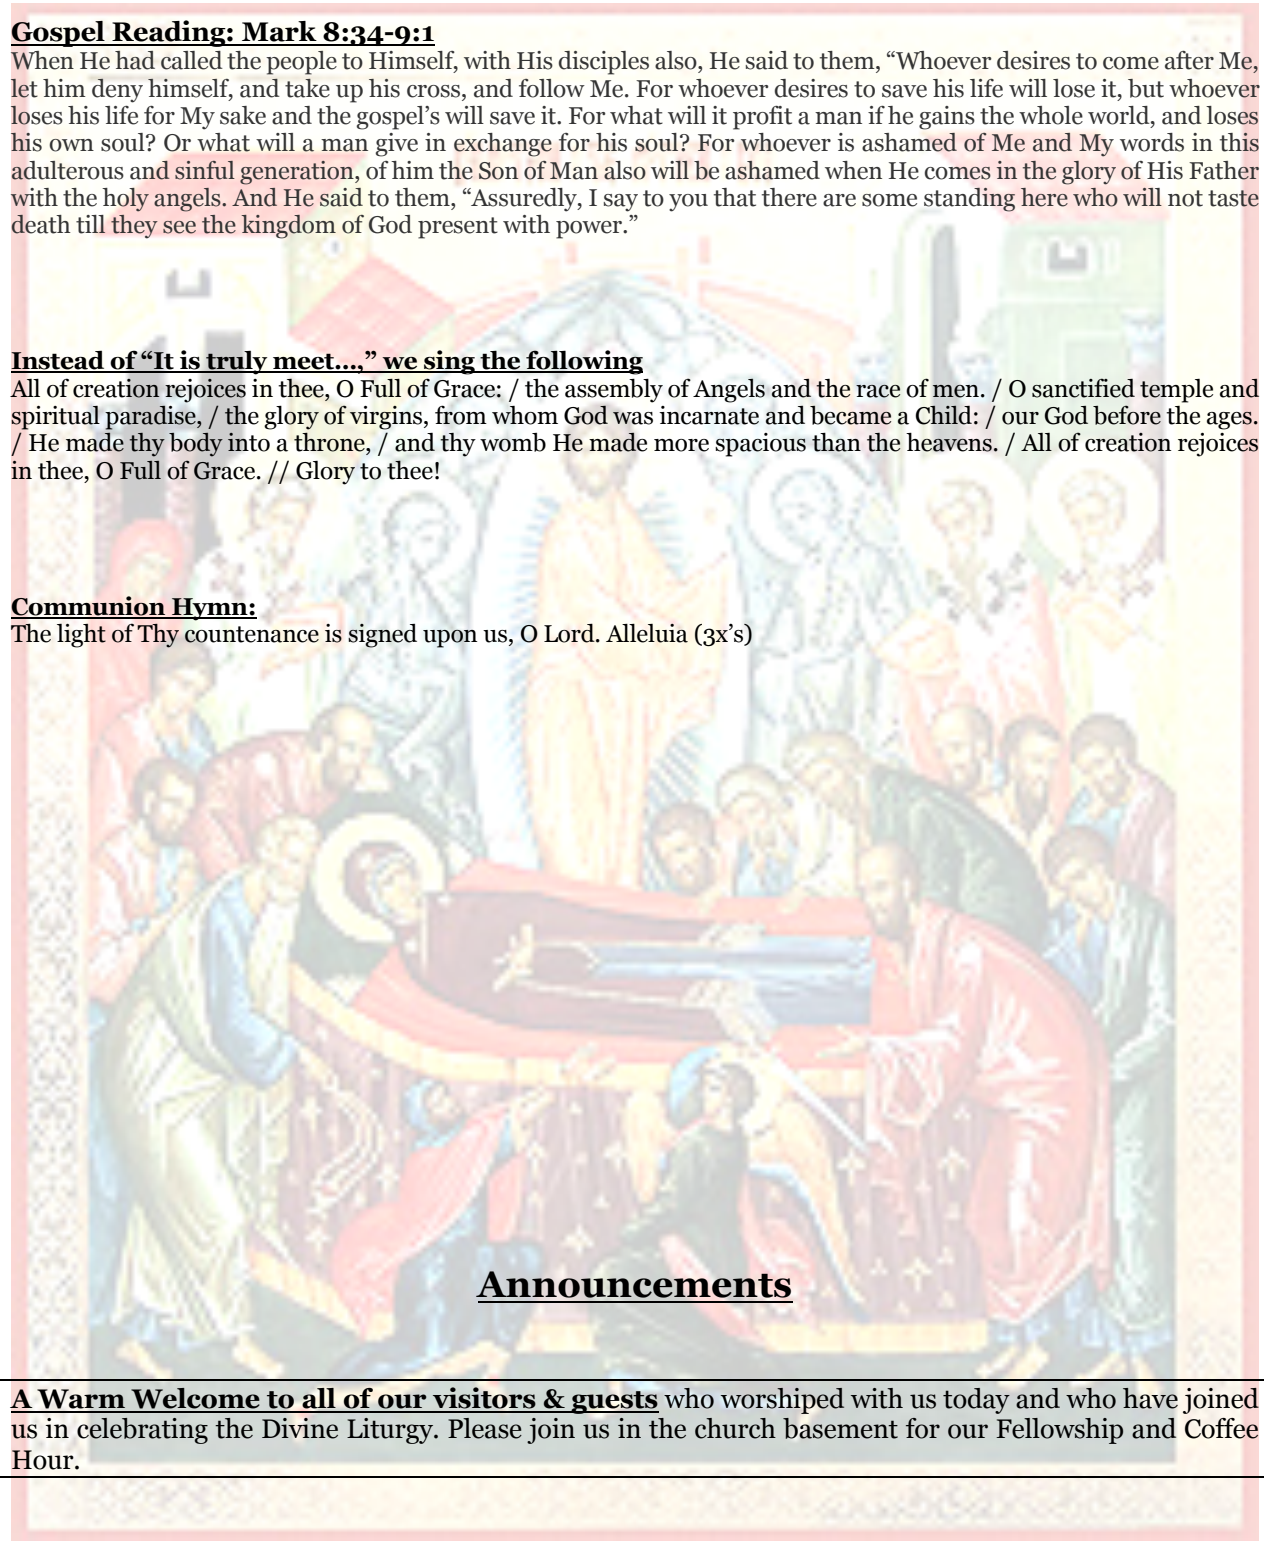 Gospel Reading: Mark 8:34-9:1
When He had called the people to Himself, with His disciples also, He said to them, “Whoever desires to come after Me,
let him deny himself, and take up his cross, and follow Me. For whoever desires to save his life will lose it, but whoever
loses his life for My sake and the gospel’s will save it. For what will it profit a man if he gains the whole world, and loses
his own soul? Or what will a man give in exchange for his soul? For whoever is ashamed of Me and My words in this
adulterous and sinful generation, of him the Son of Man also will be ashamed when He comes in the glory of His Father
with the holy angels. And He said to them, “Assuredly, I say to you that there are some standing here who will not taste
death till they see the kingdom of God present with power.”
Instead of “It is truly meet…,” we sing the following
All of creation rejoices in thee, O Full of Grace: / the assembly of Angels and the race of men. / O sanctified temple and
spiritual paradise, / the glory of virgins, from whom God was incarnate and became a Child: / our God before the ages.
/ He made thy body into a throne, / and thy womb He made more spacious than the heavens. / All of creation rejoices
in thee, O Full of Grace. // Glory to thee!
Communion Hymn:
The light of Thy countenance is signed upon us, O Lord. Alleluia (3x’s)
Announcements
A Warm Welcome to all of our visitors & guests who worshiped with us today and who have joined
us in celebrating the Divine Liturgy. Please join us in the church basement for our Fellowship and Coffee
Hour.